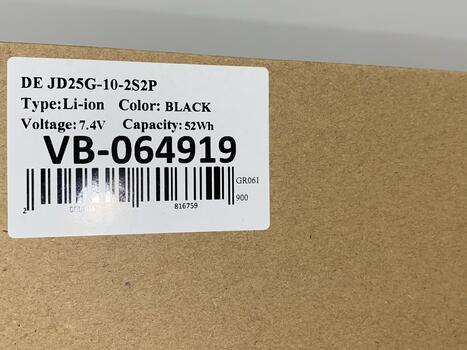 DE JD25G-10-2S2P
Type:Li-ion Color: BLACK
Voltage: 7.4V Capacity: 52Wh
VB-064919
GR061
2 816759 900